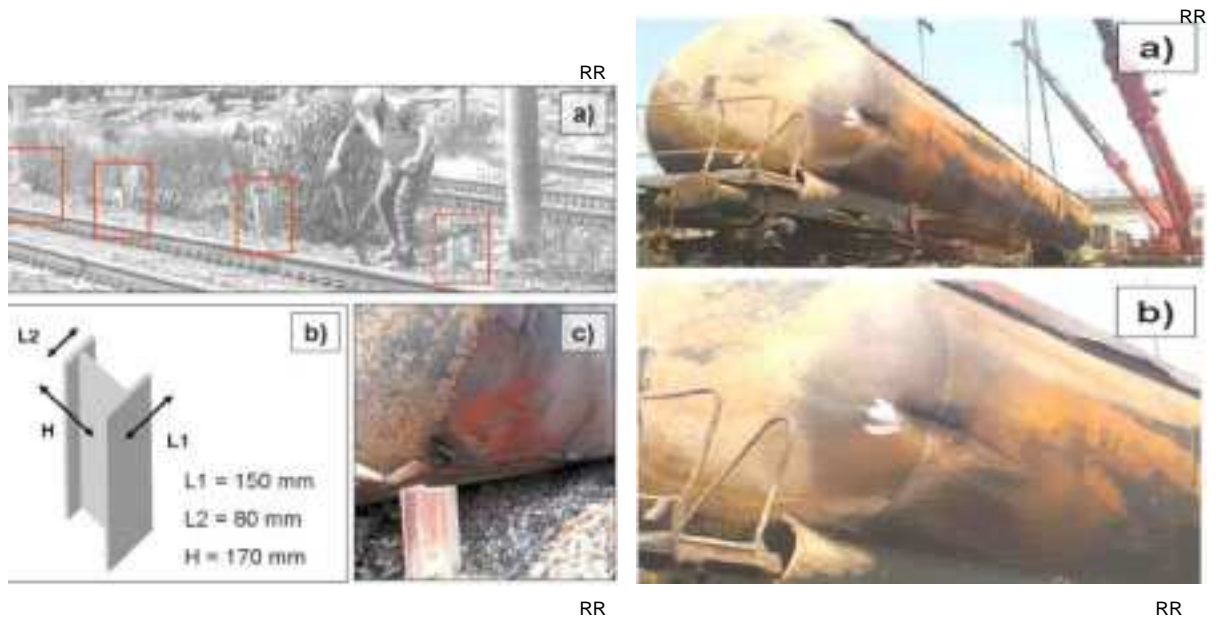 RR
a)
b)
L2
H
L1
L1 = 150 mm
L2 = 80 mm
H = 170 mm
c)
RR
RR
a)
b)
RR